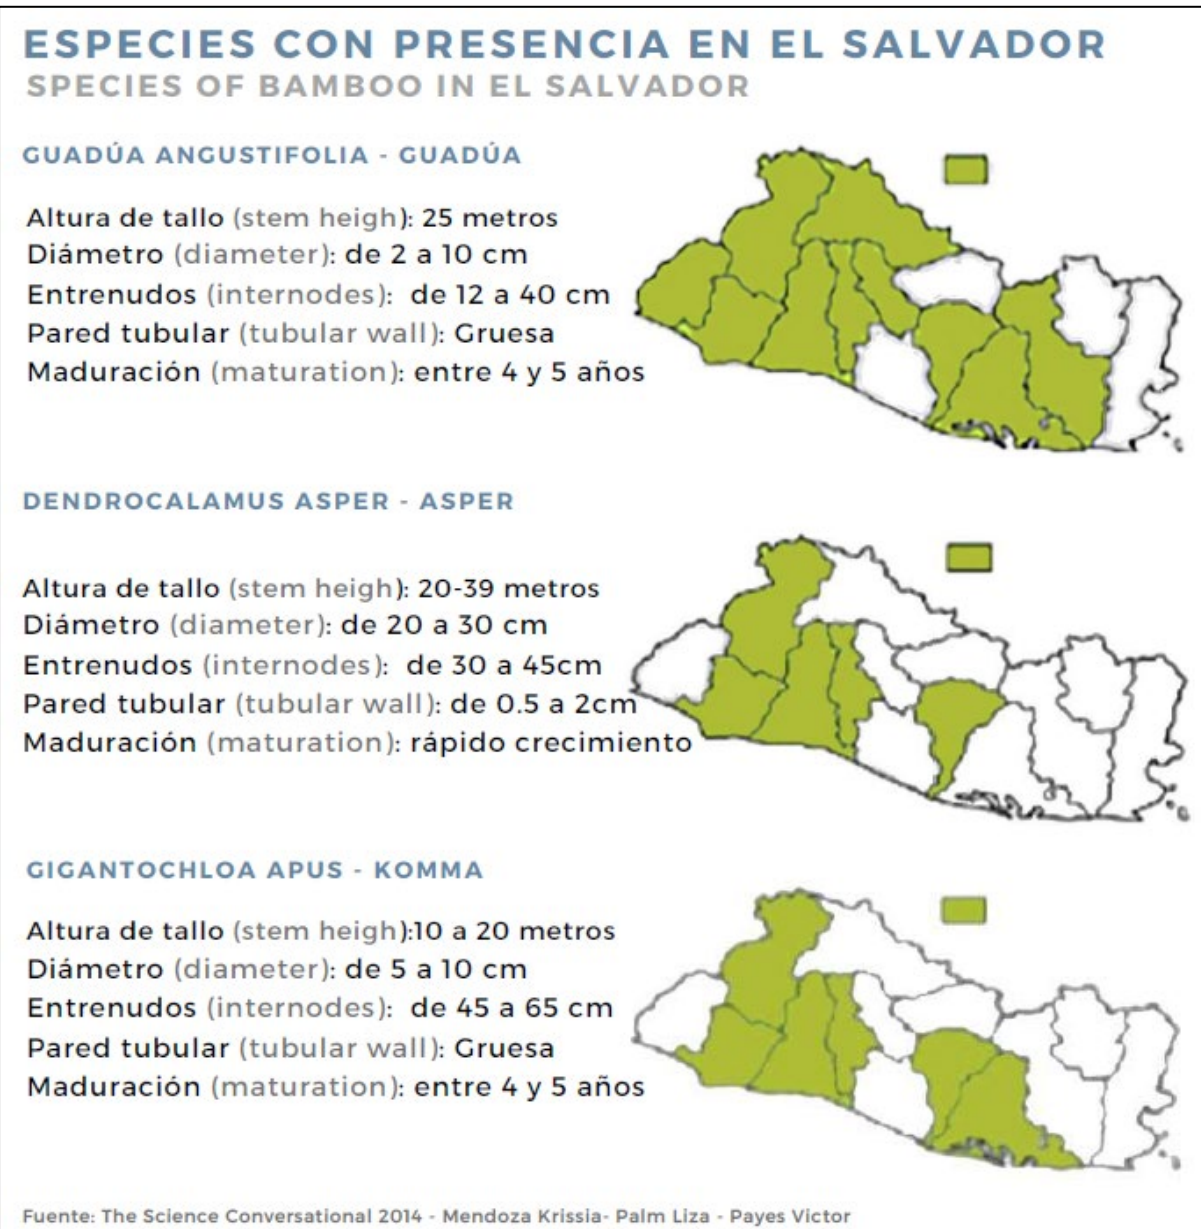 ESPECIES CON PRESENCIA EN EL SALVADOR
SPECIES OF BAMBOO IN EL SALVADOR
GUADÚA ANGUSTIFOLIA - GUADÚA
Altura de tallo (stem heigh): 25 metros
Diámetro (diameter): de 2 a 10 cm
Entrenudos (internodes): de 12 a 40 cm
Pared tubular (tubular wall): Gruesa
Maduración (maturation): entre 4 y 5 años
DENDROCALAMUS ASPER - ASPER
Altura de tallo (stem heigh): 20-39 metros
Diámetro (diameter): de 20 a 30 cm
Entrenudos (internodes): de 30 a 45cm
Pared tubular (tubular wall): de 0.5 a 2cm
Maduración (maturation): rápido crecimiento
GIGANTOCHLOA APUS - KOMMA
Altura de tallo (stem heigh):10 a 20 metros
Diámetro (diameter): de 5 a 10 cm
Entrenudos (internodes): de 45 a 65 cm
Pared tubular (tubular wall): Gruesa
Maduración (maturation): entre 4 y 5 años
Fuente: The Science Conversational 2014 - Mendoza Krissia- Palm Liza - Payes Victor